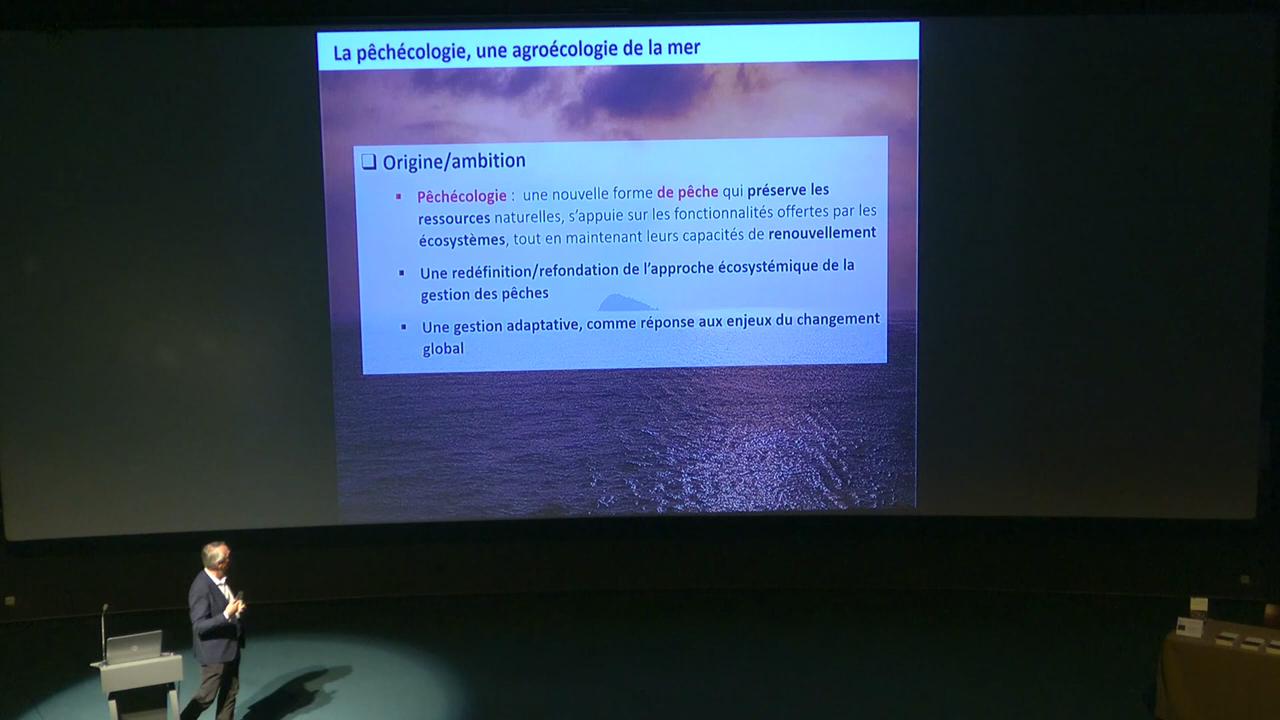 La pêchécologie, une agroécologie de la mer
❑ Origine/ambition
▪ Pêchécologie : une nouvelle forme de pêche qui préserve les
ressources naturelles, s’appuie sur les fonctionnalités offertes par les
écosystèmes, tout en maintenant leurs capacités de renouvellement
▪ Une redéfinition/refondation de l’approche écosystémique de la
gestion des pêches
▪ Une gestion adaptative, comme réponse aux enjeux du changement
global